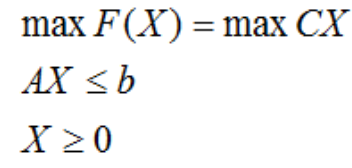 max F(X) = max CX
AX ≤ b
X ≥ 0